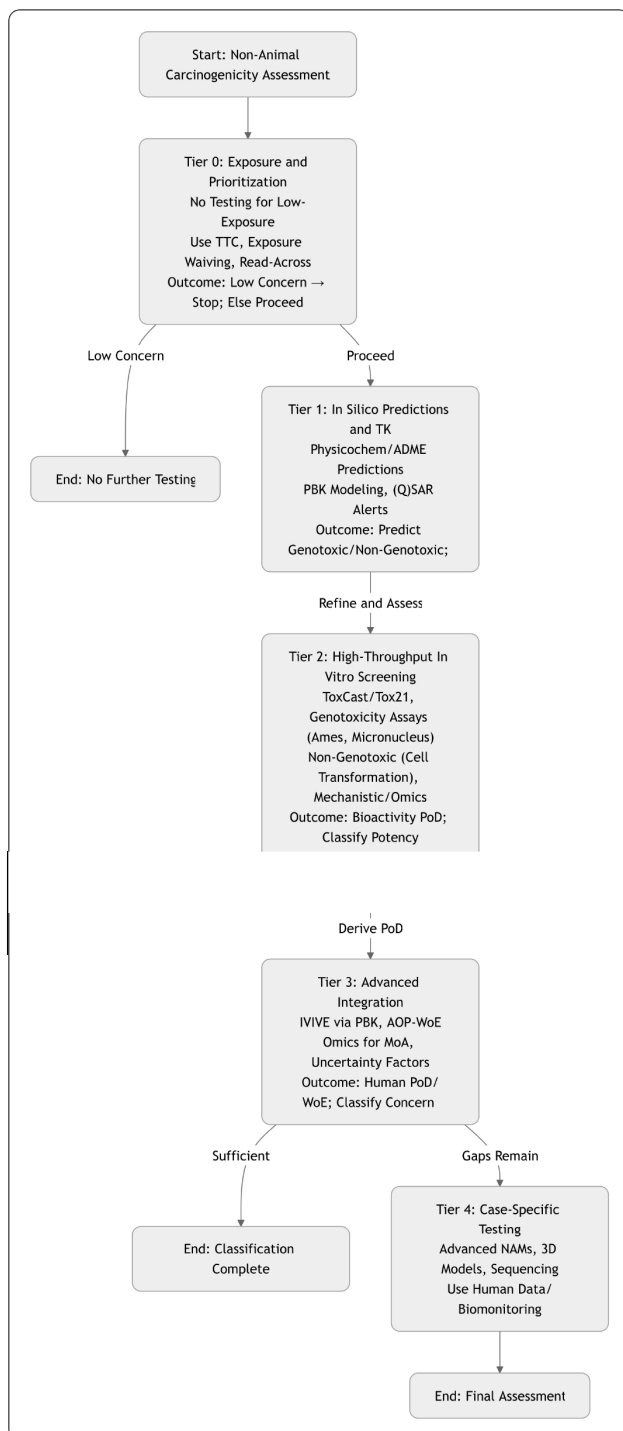 Start: Non-Animal
Carcinogenicity Assessment
Tier 0: Exposure and
Prioritization
No Testing for Low-
Exposure
Use TTC, Exposure
Waiving, Read-Across
Outcome: Low Concern →
Stop; Else Proceed
Low Concern
Proceed
Tier 1: In Silico Predictions
and TK
Physicochem/ADME
Predictions
PBK Modeling, (Q)SAR
Alerts
Outcome: Predict
Genotoxic/Non-Genotoxic;
End: No Further Testing
Refine and Assess
Tier 2: High-Throughput In
Vitro Screening
ToxCast/Tox21,
Genotoxicity Assays
(Ames, Micronucleus)
Non-Genotoxic (Cell
Transformation),
Mechanistic/Omics
Outcome: Bioactivity PoD;
Classify Potency
Derive PoD
Tier 3: Advanced
Integration
IVIVE via PBK, AOP-WoE
Omics for MoA,
Uncertainty Factors
Outcome: Human PoD/
WoE; Classify Concern
Sufficient
Gaps Remain
End: Classification
Complete
Tier 4: Case-Specific
Testing
Advanced NAMs, 3D
Models, Sequencing
Use Human Data/
Biomonitoring
End: Final Assessment